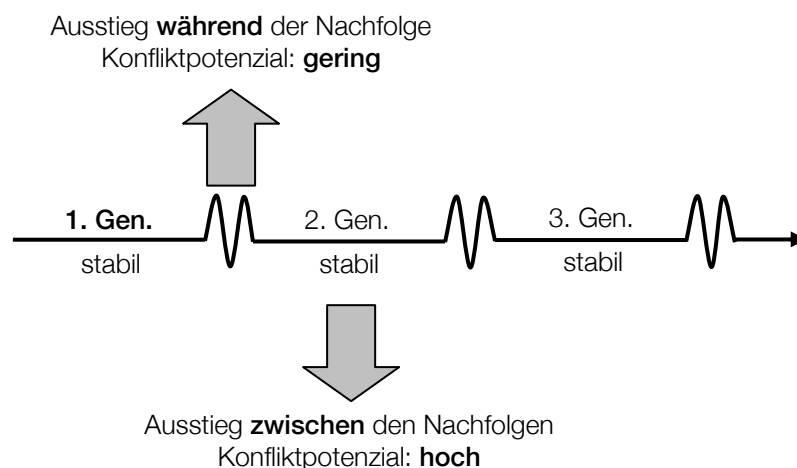 Ausstieg während der Nachfolge
Konfliktpotenzial: gering
1. Gen.
2. Gen.
3. Gen.
stabil
stabil
stabil
Ausstieg zwischen den Nachfolgen
Konfliktpotenzial: hoch